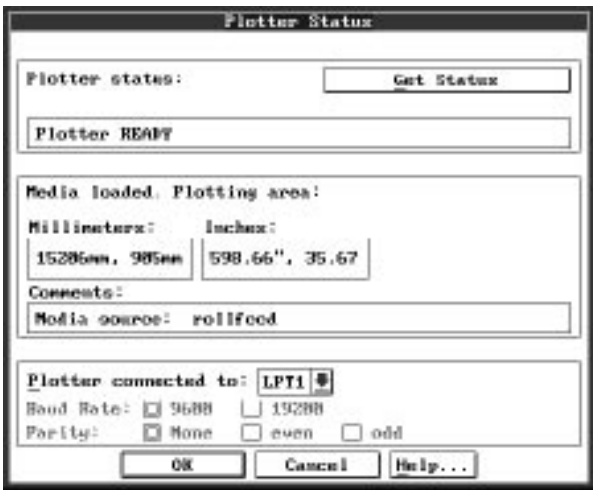 Plotter Status
Plotter status:
Get Status
Plotter READY
Media loaded. Plotting area:
Millimeters: Inches:
15206mm, 905mm 598.66", 35.67
Comments:
Media source: rollfeed
Plotter connected to: LPT1
Baud Rate: 9600 19200
Parity: None even odd
OK Cancel Help...